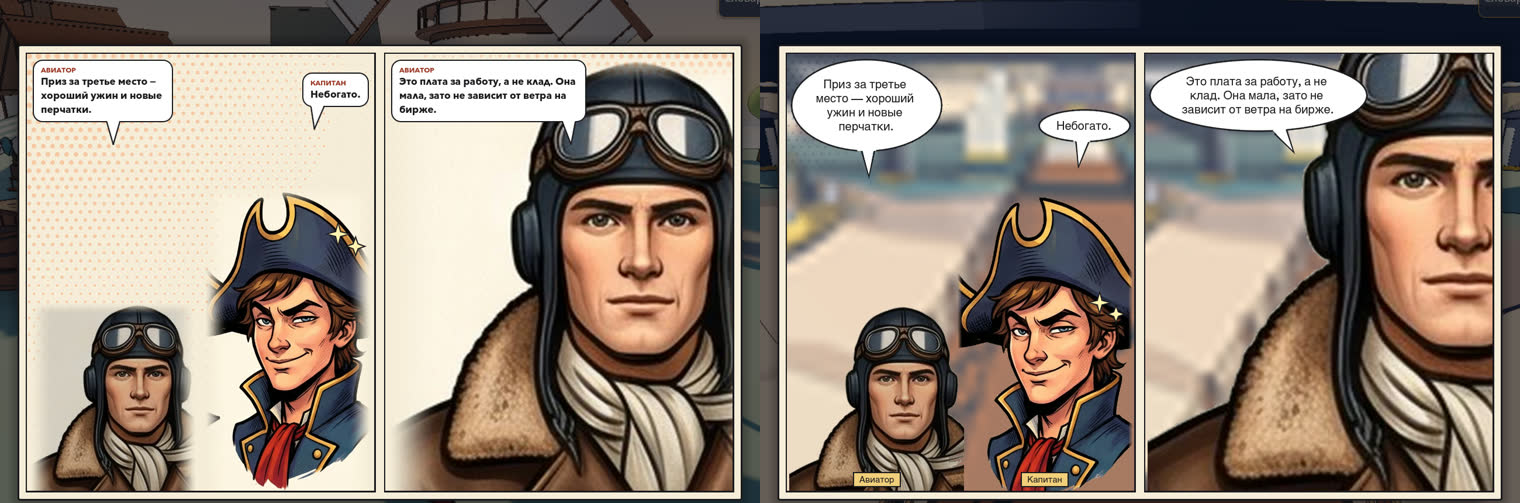 АВИАТОР
Приз за третье место –
хороший ужин и новые
перчатки.
КАПИТАН
Небогато.
АВИАТОР
Это плата за работу, а не клад. Она
мала, зато не зависит от ветра на
бирже.
Приз за третье
место — хороший
ужин и новые
перчатки.
Небогато.
Авиатор
Капитан
Это плата за работу, а не
клад. Она мала, зато не
зависит от ветра на бирже.